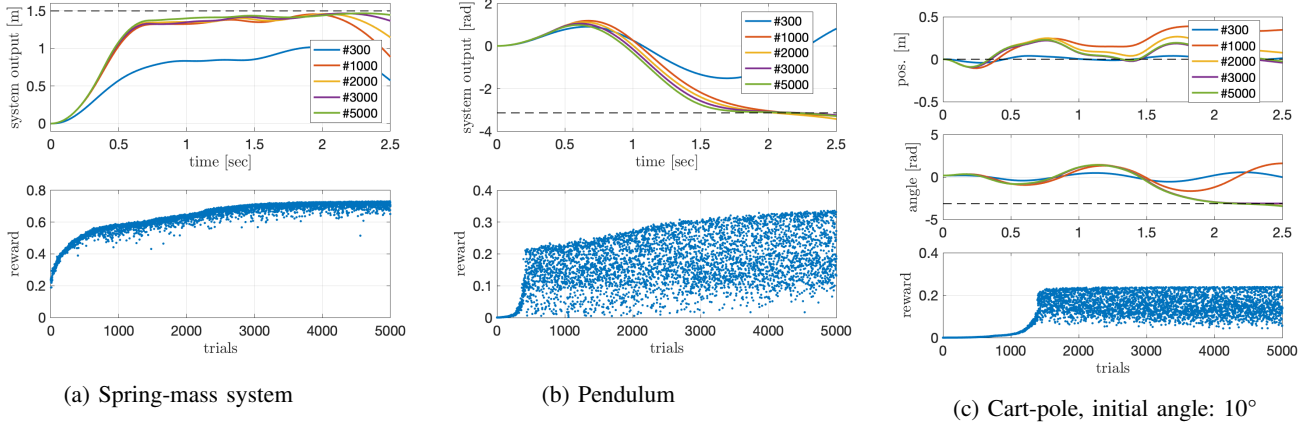 system output [m]
1.5
1
0.5
0
#300
#1000
#2000
#3000
#5000
0 0.5 1 1.5 2 2.5
time [sec]
reward
0.8
0.6
0.4
0.2
0
0 1000 2000 3000 4000 5000
trials
(a) Spring-mass system
system output [rad]
2
0
-2
-4
#300
#1000
#2000
#3000
#5000
0 0.5 1 1.5 2 2.5
time [sec]
reward
0.4
0.3
0.2
0.1
0
0 1000 2000 3000 4000 5000
trials
(b) Pendulum
pos. [m]
0.5
0
-0.5
#300
#1000
#2000
#3000
#5000
0 0.5 1 1.5 2 2.5
angle [rad]
5
0
-5
0 0.5 1 1.5 2 2.5
reward
0.4
0.2
0
0 1000 2000 3000 4000 5000
trials
(c) Cart-pole, initial angle: 10°